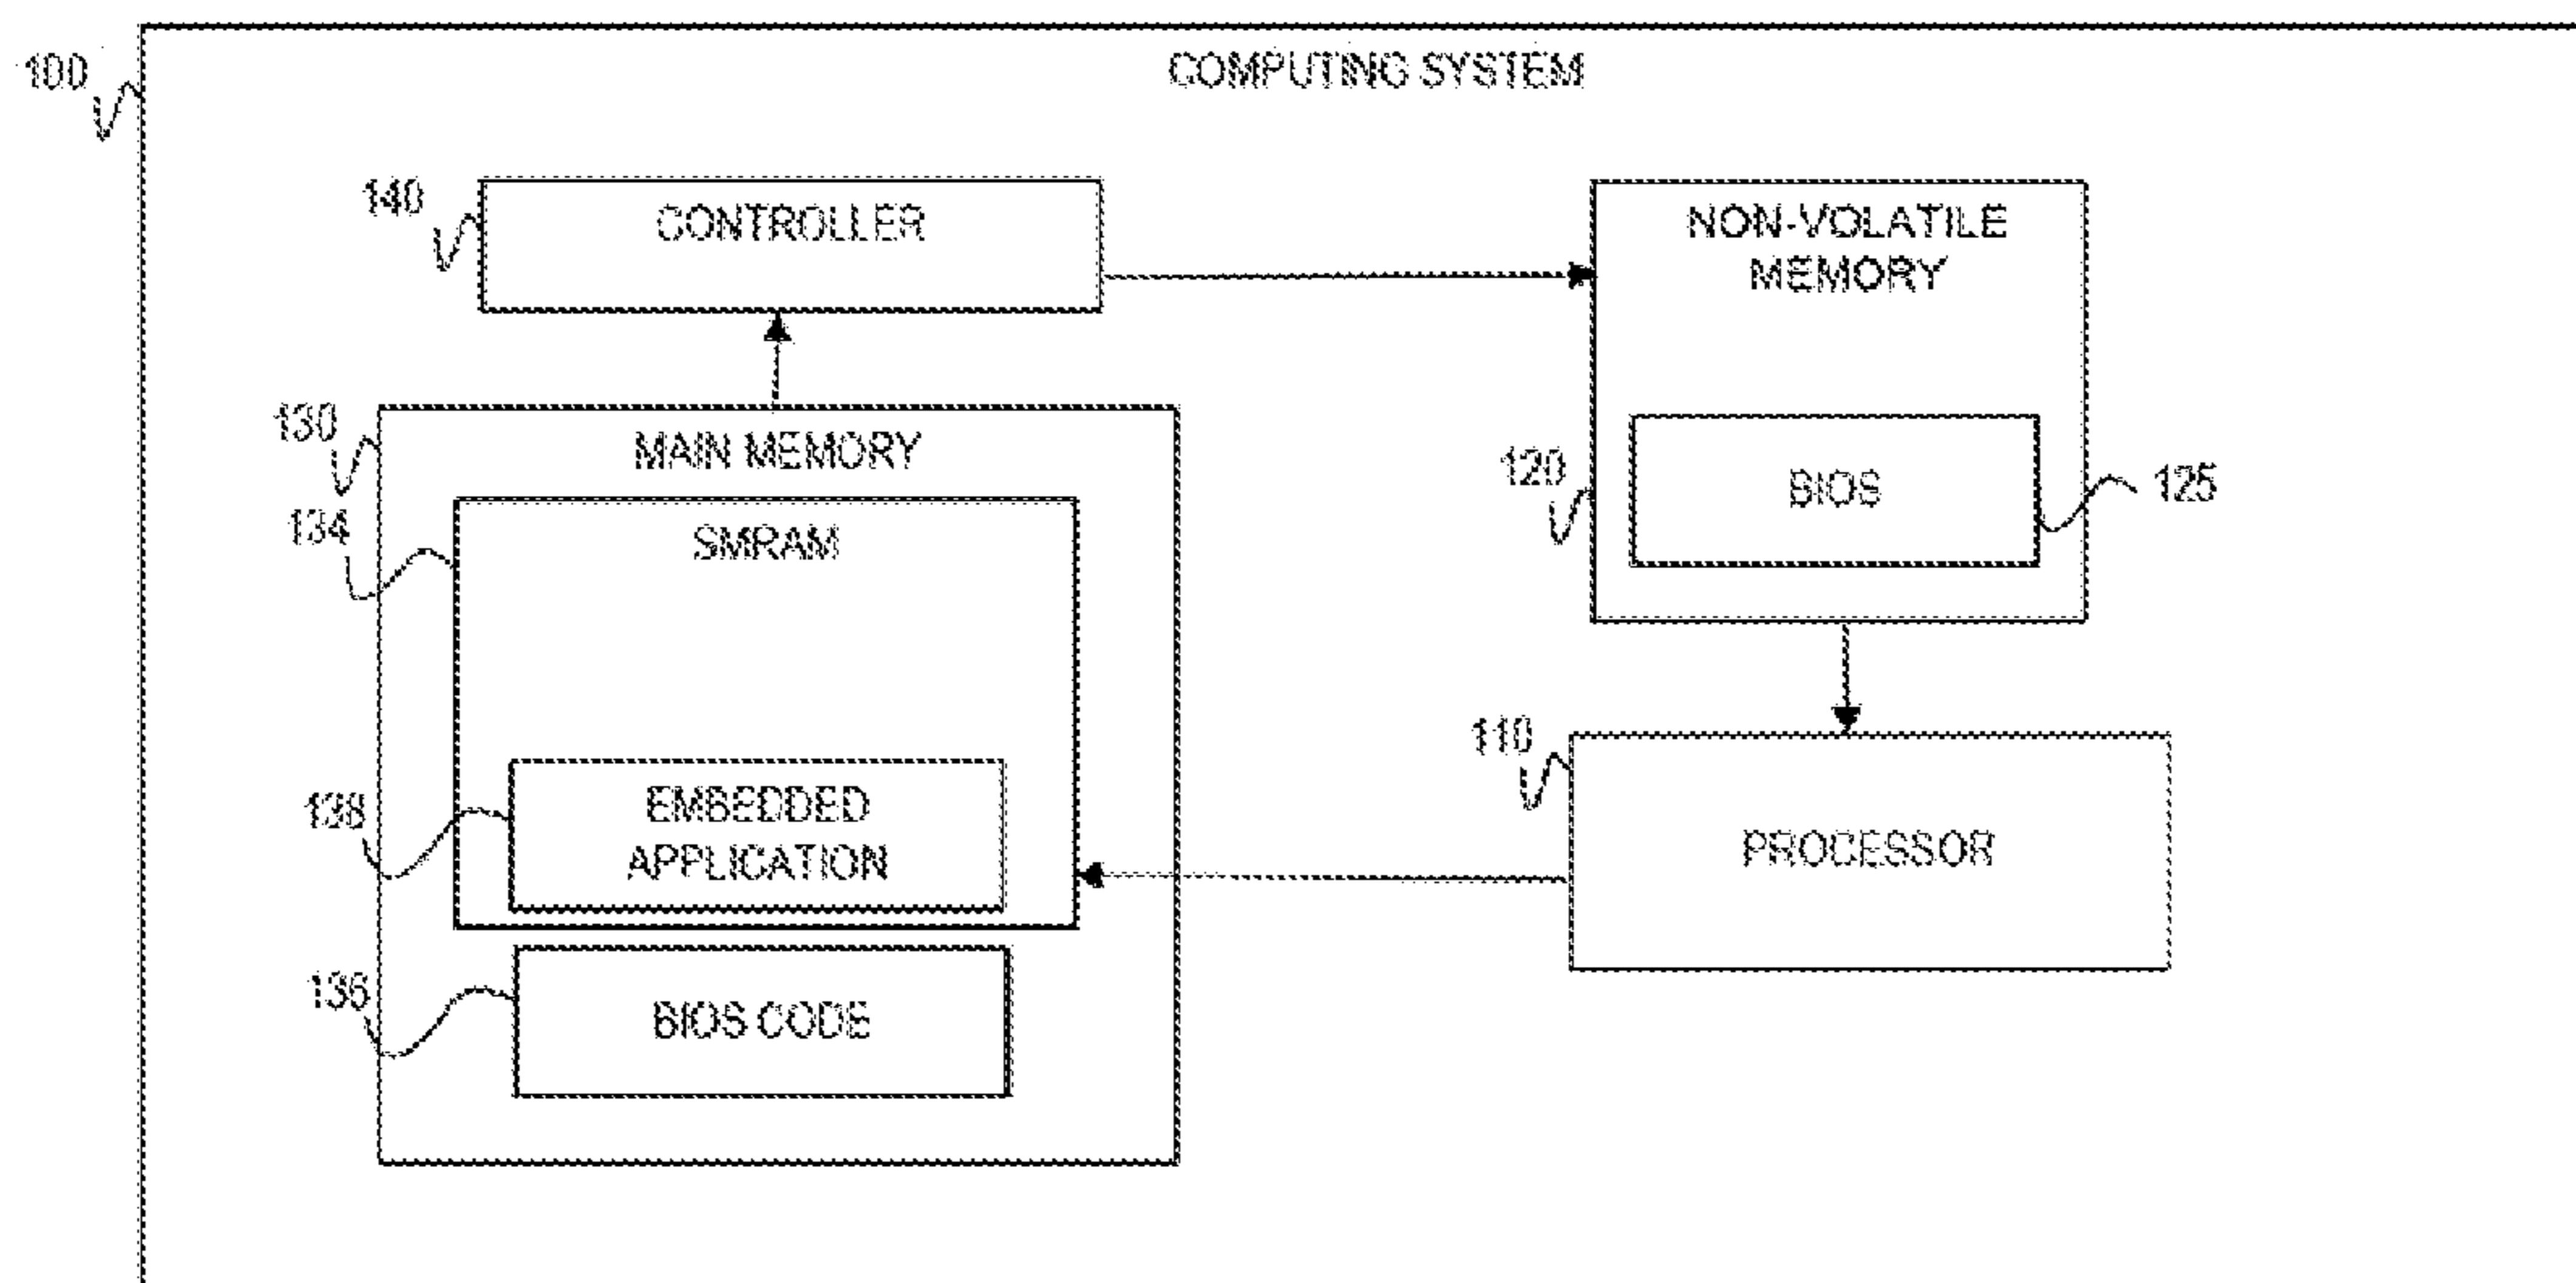 100
COMPUTING SYSTEM
140
CONTROLLER
NON-VOLATILE
MEMORY
130
MAIN MEMORY
134
SMRAM
120
BIOS
125
110
PROCESSOR
138
EMBEDDED
APPLICATION
136
BIOS CODE